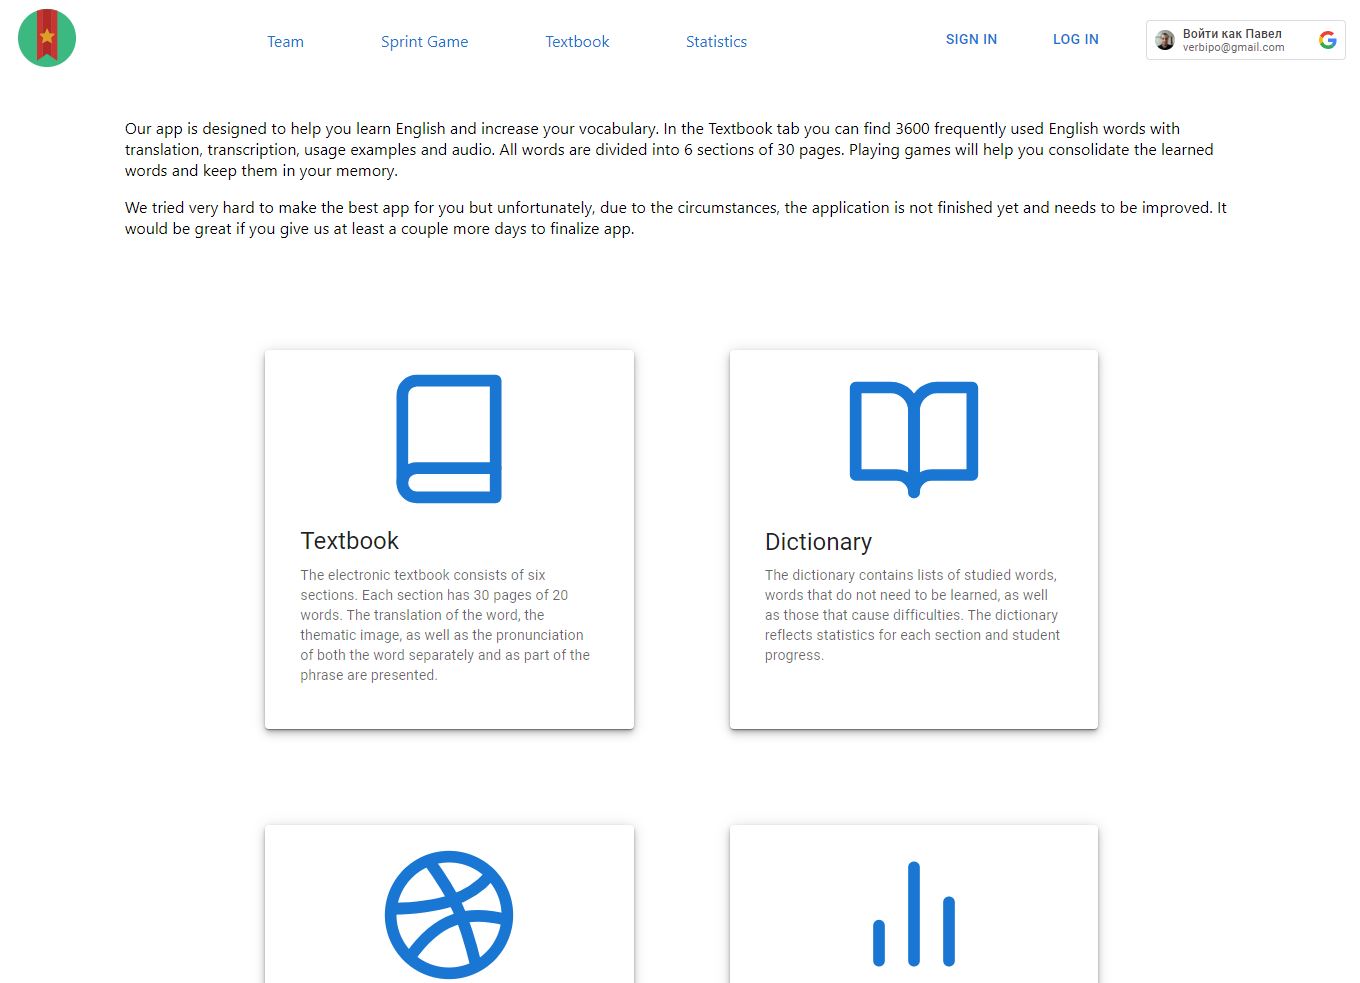 Team Sprint Game Textbook Statistics SIGN IN LOG IN Войти как Павел
verbipo@gmail.com
Our app is designed to help you learn English and increase your vocabulary. In the Textbook tab you can find 3600 frequently used English words with
translation, transcription, usage examples and audio. All words are divided into 6 sections of 30 pages. Playing games will help you consolidate the learned
words and keep them in your memory.
We tried very hard to make the best app for you but unfortunately, due to the circumstances, the application is not finished yet and needs to be improved. It
would be great if you give us at least a couple more days to finalize app.
Textbook
The electronic textbook consists of six
sections. Each section has 30 pages of 20
words. The translation of the word, the
thematic image, as well as the pronunciation
of both the word separately and as part of the
phrase are presented.
Dictionary
The dictionary contains lists of studied words,
words that do not need to be learned, as well
as those that cause difficulties. The dictionary
reflects statistics for each section and student
progress.